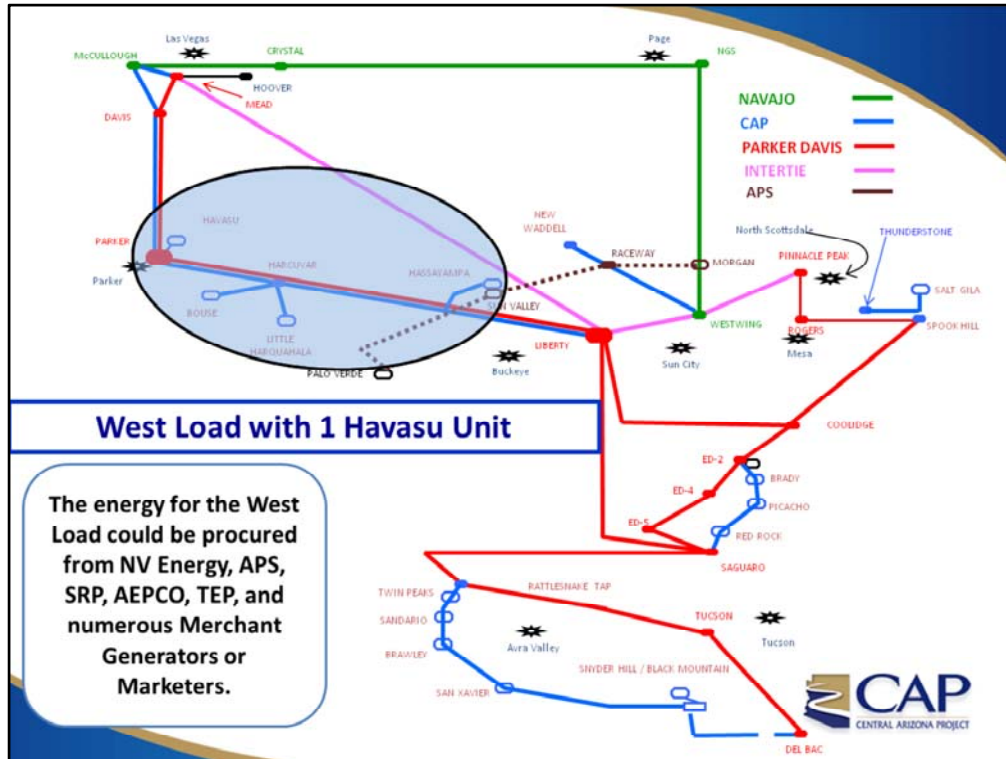 Las Vegas
McCULLOUGH
CRYSTAL
Page
NGS
HOOVER
MEAD
DAVIS
NAVAJO
CAP
PARKER DAVIS
INTERTIE
APS
HAVASU
NEW
WADDELL
North Scottsdale
THUNDERSTONE
PARKER
RACEWAY
MORGAN
PINNACLE PEAK
Parker
HARCUVAR
HASSAYAMPA
SALT GILA
BOUSE
SUN VALLEY
WESTWING
ROGERS
SPOOK HILL
LITTLE
HARQUAHALA
LIBERTY
PALO VERDE
Buckeye
Sun City
Mesa
West Load with 1 Havasu Unit
COOLIDGE
ED-2
BRADY
ED-4
PICACHO
ED-5
RED ROCK
SAGUARO
The energy for the West
Load could be procured
from NV Energy, APS,
SRP, AEPCO, TEP, and
numerous Merchant
Generators or
Marketers.
RATTLESNAKE TAP
TWIN PEAKS
SANDARIO
TUCSON
Avra Valley
Tucson
BRAWLEY
SNYDER HILL / BLACK MOUNTAIN
SAN XAVIER
CAP
CENTRAL ARIZONA PROJECT
DEL BAC